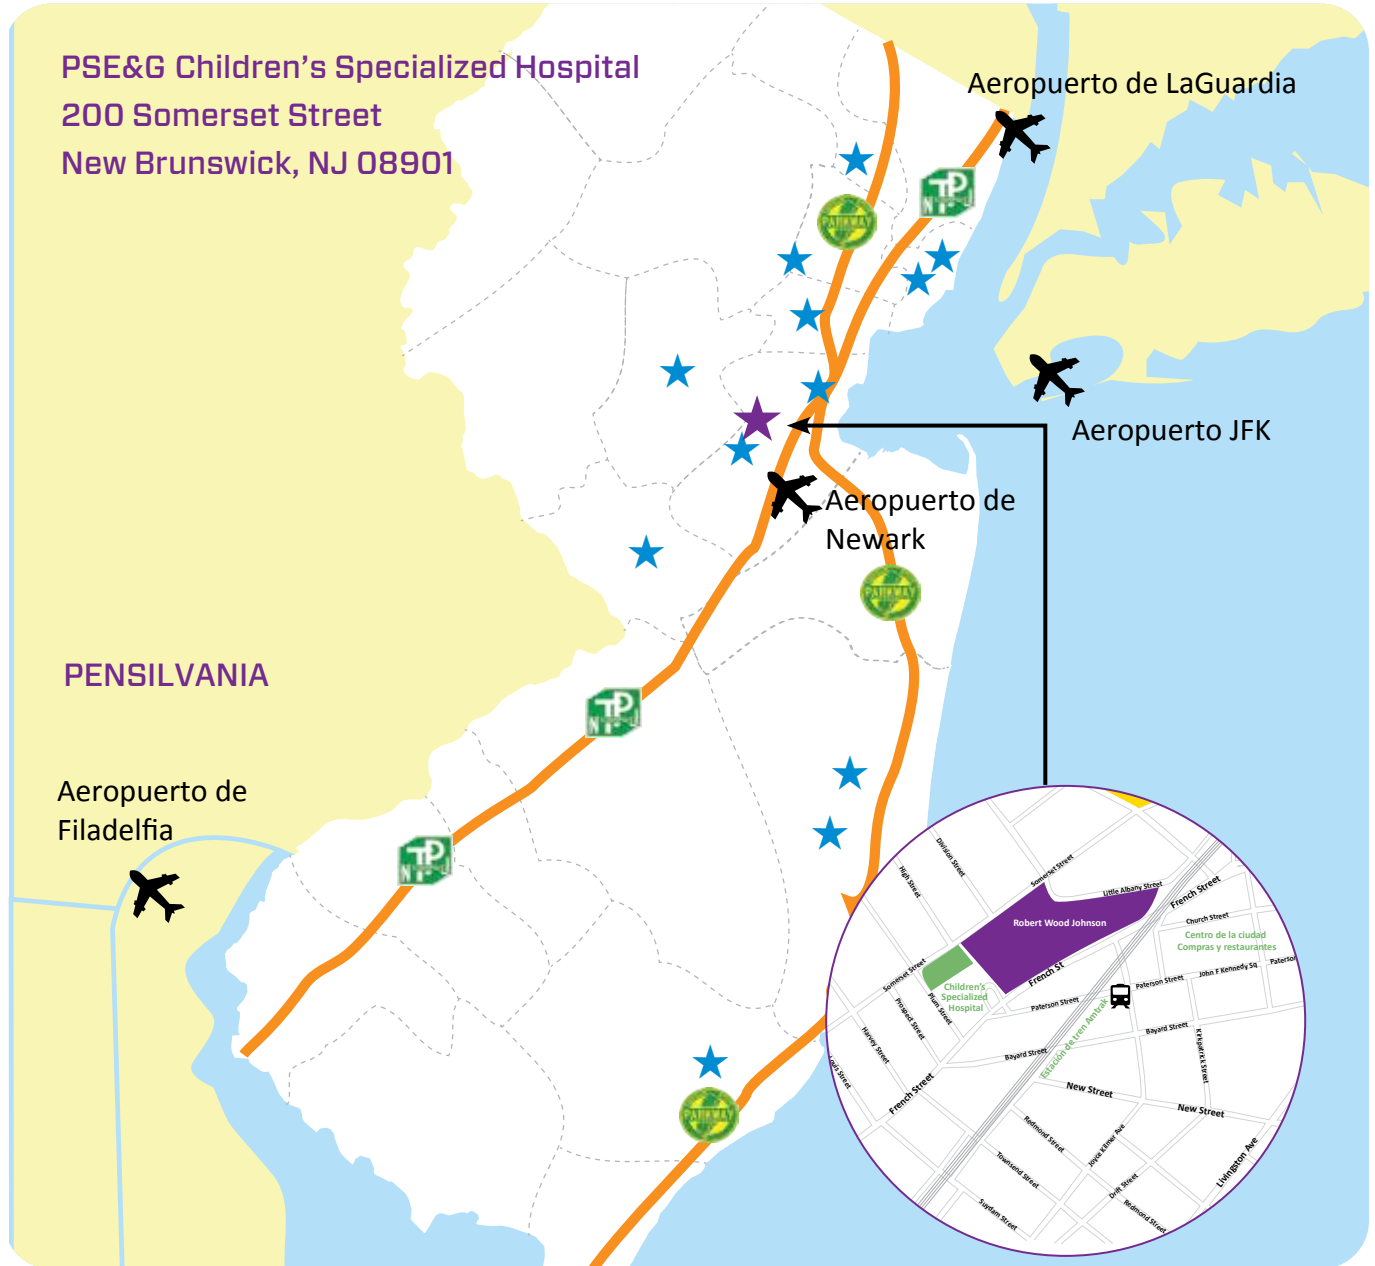 PSE&G Children's Specialized Hospital
200 Somerset Street
New Brunswick, NJ 08901
Aeropuerto de LaGuardia
Aeropuerto JFK
Aeropuerto de
Newark
PENSILVANIA
Aeropuerto de
Filadelfia
PARKWAY
PARKWAY
PARKWAY
Division Street
High Street
Somerset Street
Little Albany Street
French Street
Robert Wood Johnson
Church Street
Centro de la ciudad
Compras y restaurantes
Somerset Street
Children's
Specialized
Hospital
French St
Paterson Street
Paterson Street
John F Kennedy Sq
Paterson
Plum Street
Prospect Street
Harvey Street
Louis Street
Bayard Street
Bayard Street
Kirkpatrick Street
Estación de tren Amtrak
French Street
New Street
New Street
Redmond Street
Joyce Kilmer Ave
Livingston Ave
Townsend Street
Drift Street
Redmond Street
Suydam Street